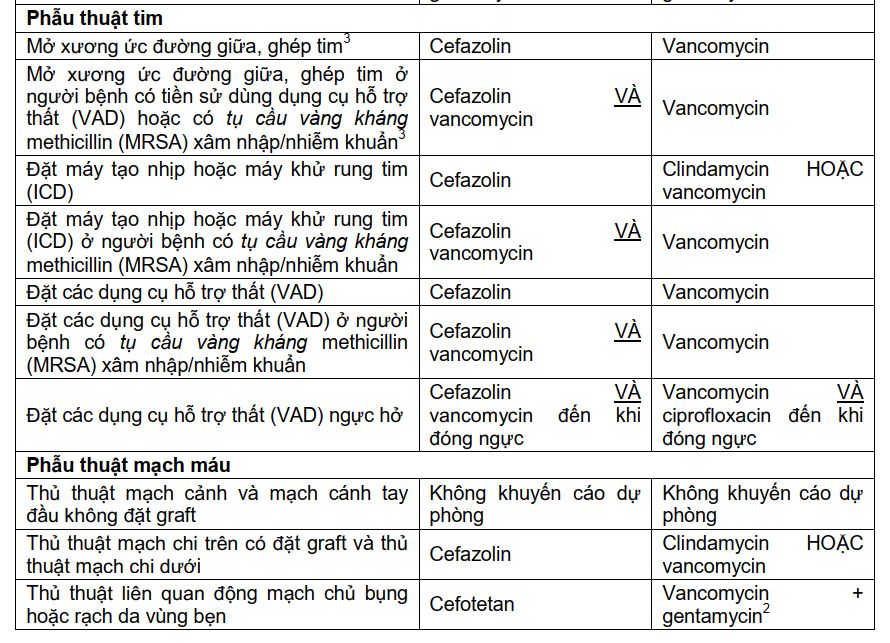 Phẫu thuật tim
Mở xương ức đường giữa, ghép tim3
Cefazolin
Vancomycin
Mở xương ức đường giữa, ghép tim ở
người bệnh có tiền sử dùng dụng cụ hỗ trợ
thất (VAD) hoặc có tụ cầu vàng kháng
methicillin (MRSA) xâm nhập/nhiễm khuẩn3
Cefazolin VÀ
vancomycin
Vancomycin
Đặt máy tạo nhịp hoặc máy khử rung tim
(ICD)
Cefazolin
Clindamycin HOẶC
vancomycin
Đặt máy tạo nhịp hoặc máy khử rung tim
(ICD) ở người bệnh có tụ cầu vàng kháng
methicillin (MRSA) xâm nhập/nhiễm khuẩn
Cefazolin VÀ
vancomycin
Vancomycin
Đặt các dụng cụ hỗ trợ thất (VAD)
Cefazolin
Vancomycin
Đặt các dụng cụ hỗ trợ thất (VAD) ở người
bệnh có tụ cầu vàng kháng methicillin
(MRSA) xâm nhập/nhiễm khuẩn
Cefazolin VÀ
vancomycin
Vancomycin
Đặt các dụng cụ hỗ trợ thất (VAD) ngực hở
Cefazolin VÀ
vancomycin đến khi
đóng ngực
Vancomycin VÀ
ciprofloxacin đến khi
đóng ngực
Phẫu thuật mạch máu
Thủ thuật mạch cảnh và mạch cánh tay
đầu không đặt graft
Không khuyến cáo dự
phòng
Không khuyến cáo dự
phòng
Thủ thuật mạch chi trên có đặt graft và thủ
thuật mạch chi dưới
Cefazolin
Clindamycin HOẶC
vancomycin
Thủ thuật liên quan động mạch chủ bụng
hoặc rạch da vùng bẹn
Cefotetan
Vancomycin +
gentamycin2